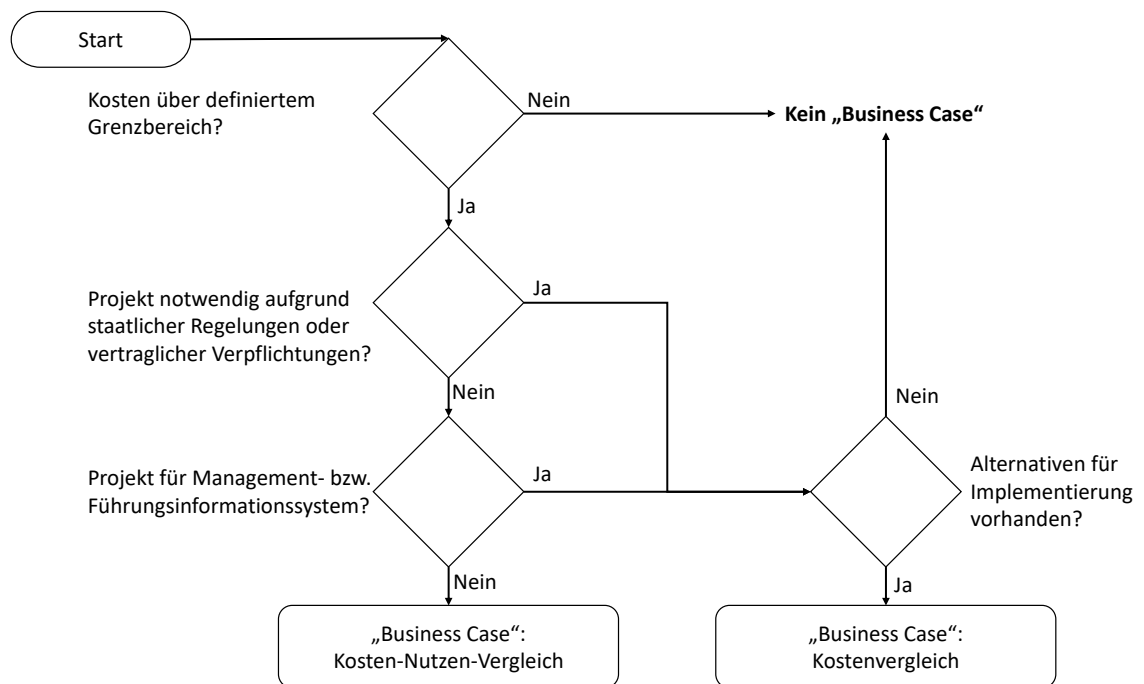 Start
Kosten über definiertem
Grenzbereich?
Nein
Kein „Business Case“
Ja
Projekt notwendig aufgrund
staatlicher Regelungen oder
vertraglicher Verpflichtungen?
Ja
Nein
Nein
Projekt für Management- bzw.
Führungsinformationssystem?
Ja
Alternativen für
Implementierung
vorhanden?
Nein
Ja
„Business Case“:
Kosten-Nutzen-Vergleich
„Business Case“:
Kostenvergleich